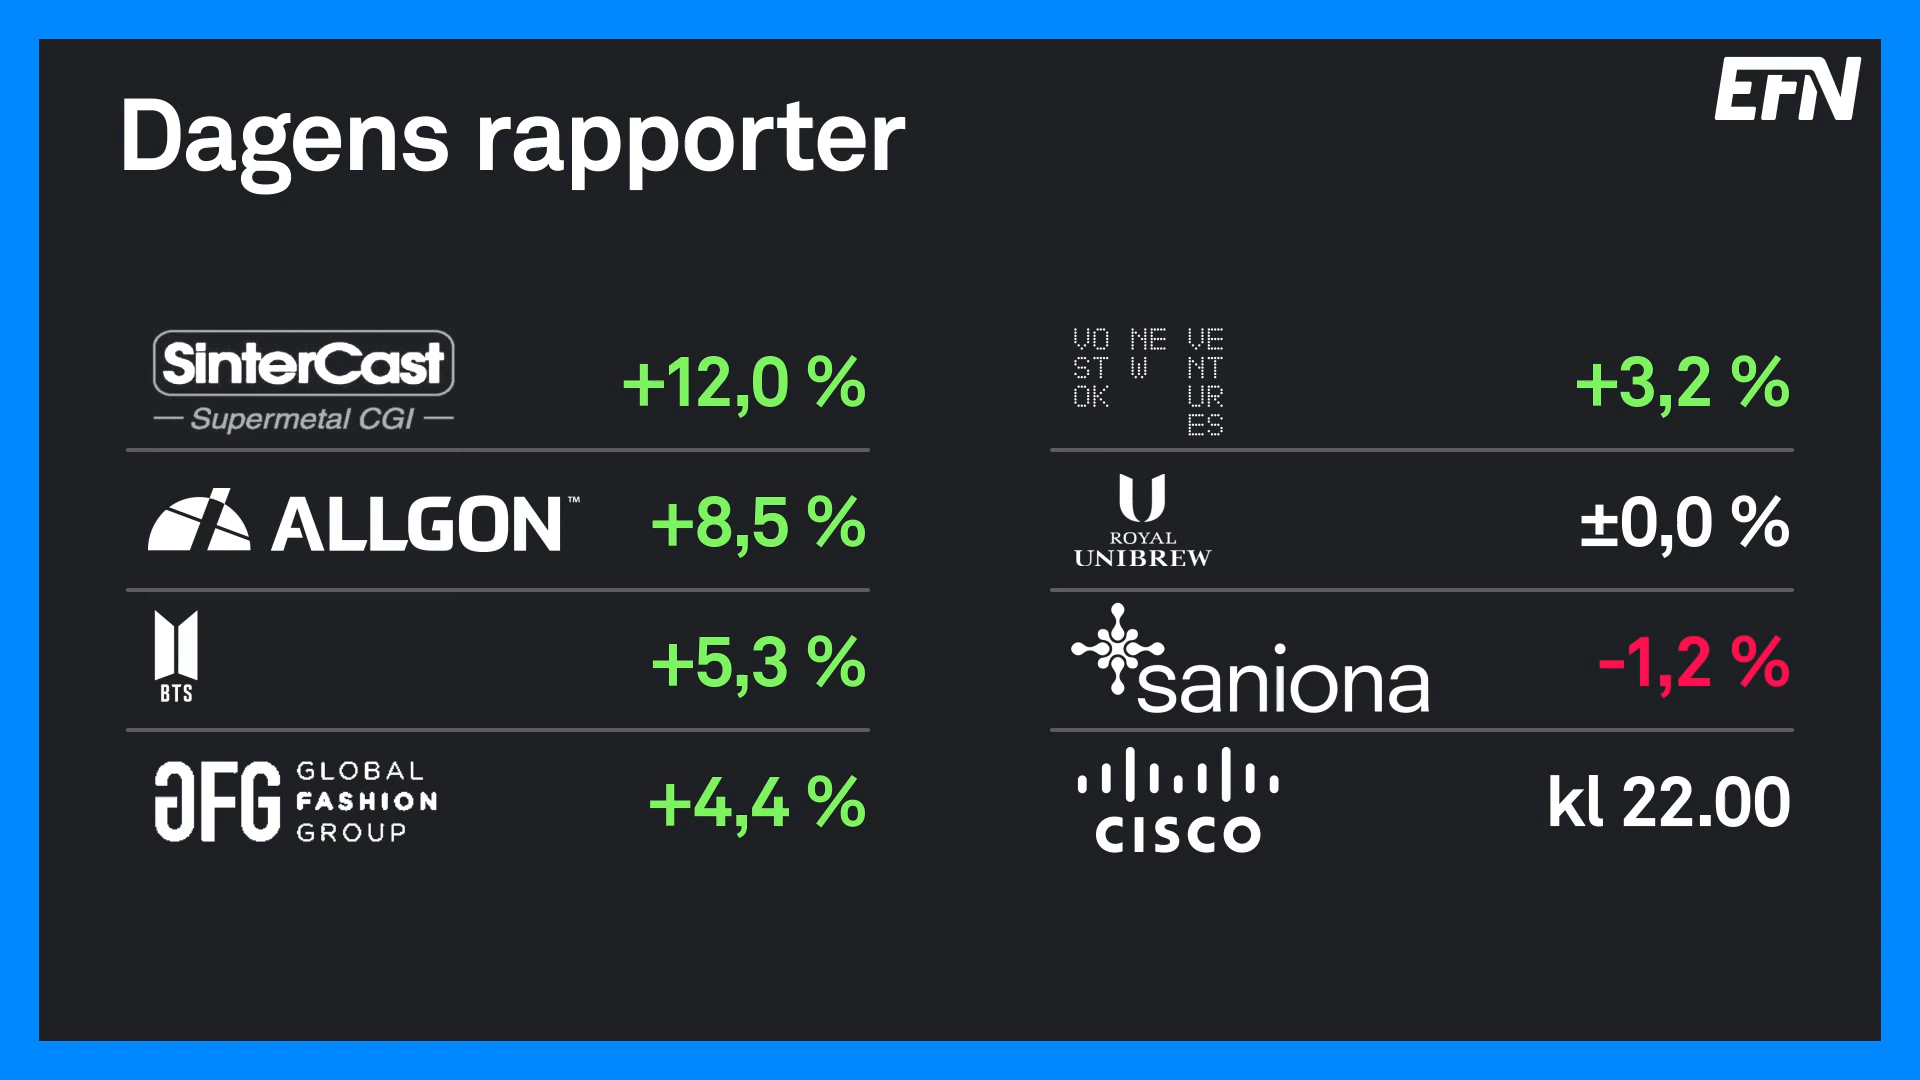 EFN
Dagens rapporter
SinterCast
Supermetal CGI
+12,0 %
ALLGON™
+8,5 %
BTS
+5,3 %
GFG
GLOBAL
FASHION
GROUP
+4,4 %
VO NE VE
ST W NT
OK UR
ES
+3,2 %
ROYAL
UNIBREW
±0,0 %
saniona
-1,2 %
CISCO
kl 22.00